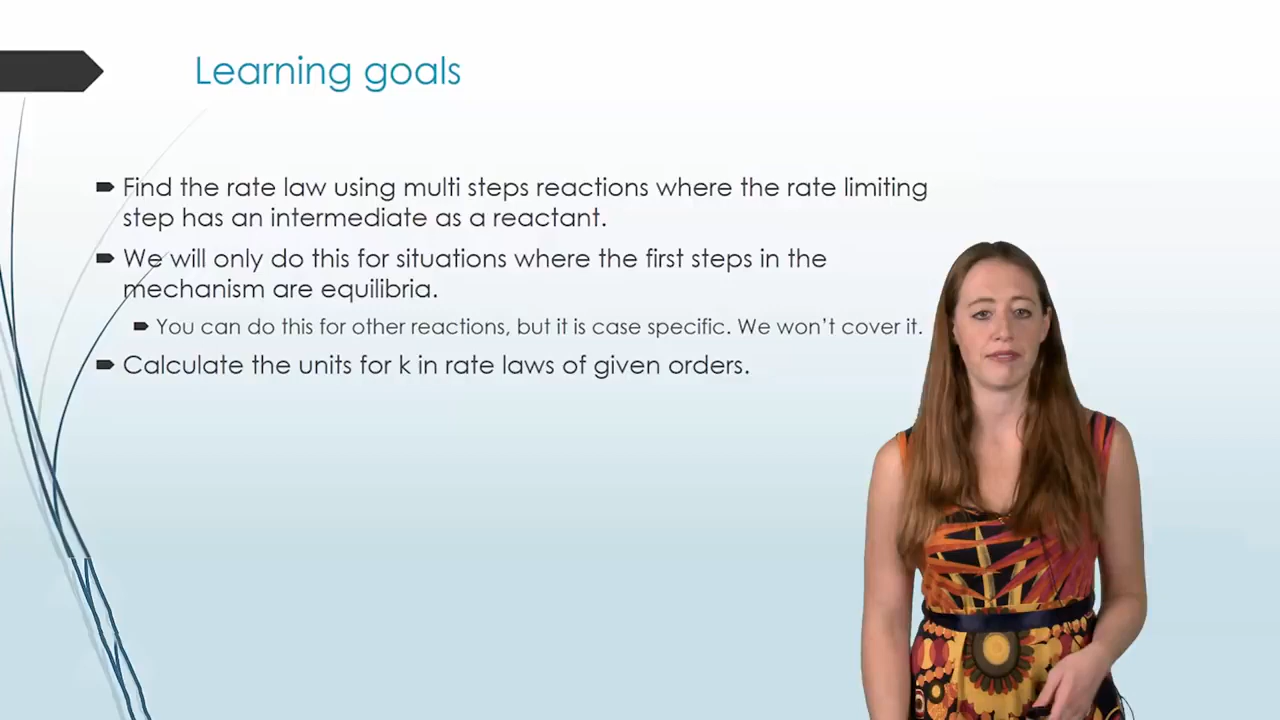 Learning goals
Find the rate law using multi steps reactions where the rate limiting
step has an intermediate as a reactant.
We will only do this for situations where the first steps in the
mechanism are equilibria.
You can do this for other reactions, but it is case specific. We won't cover it.
Calculate the units for k in rate laws of given orders.